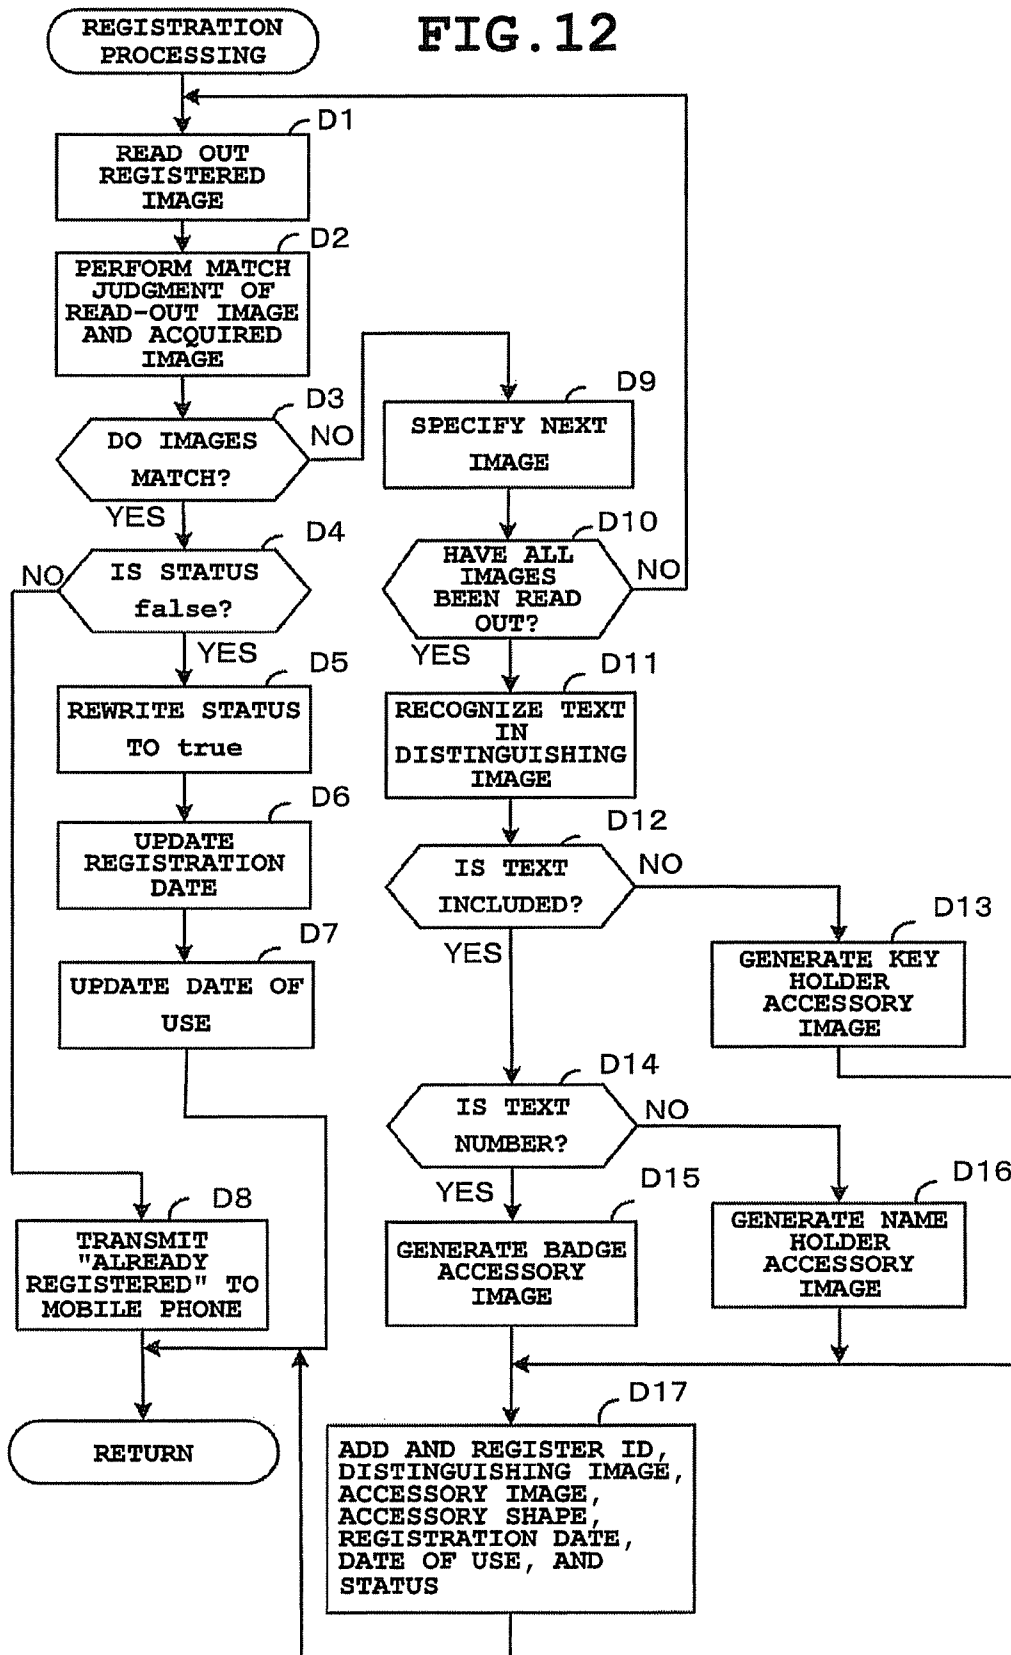 FIG.12
REGISTRATION
PROCESSING
D1
READ OUT
REGISTERED
IMAGE
D2
PERFORM MATCH
JUDGMENT OF
READ-OUT IMAGE
AND ACQUIRED
IMAGE
D3
DO IMAGES
MATCH?
NO
YES
D4
IS STATUS
false?
NO
YES
D5
REWRITE STATUS
TO true
D6
UPDATE
REGISTRATION
DATE
D7
UPDATE DATE OF
USE
D8
TRANSMIT
"ALREADY
REGISTERED" TO
MOBILE PHONE
RETURN
D9
SPECIFY NEXT
IMAGE
D10
HAVE ALL
IMAGES
BEEN READ
OUT?
NO
YES
D11
RECOGNIZE TEXT
IN
DISTINGUISHING
IMAGE
D12
IS TEXT
INCLUDED?
NO
YES
D13
GENERATE KEY
HOLDER
ACCESSORY
IMAGE
D14
IS TEXT
NUMBER?
NO
YES
D15
GENERATE BADGE
ACCESSORY
IMAGE
D16
GENERATE NAME
HOLDER
ACCESSORY
IMAGE
D17
ADD AND REGISTER ID,
DISTINGUISHING IMAGE,
ACCESSORY IMAGE,
ACCESSORY SHAPE,
REGISTRATION DATE,
DATE OF USE, AND
STATUS